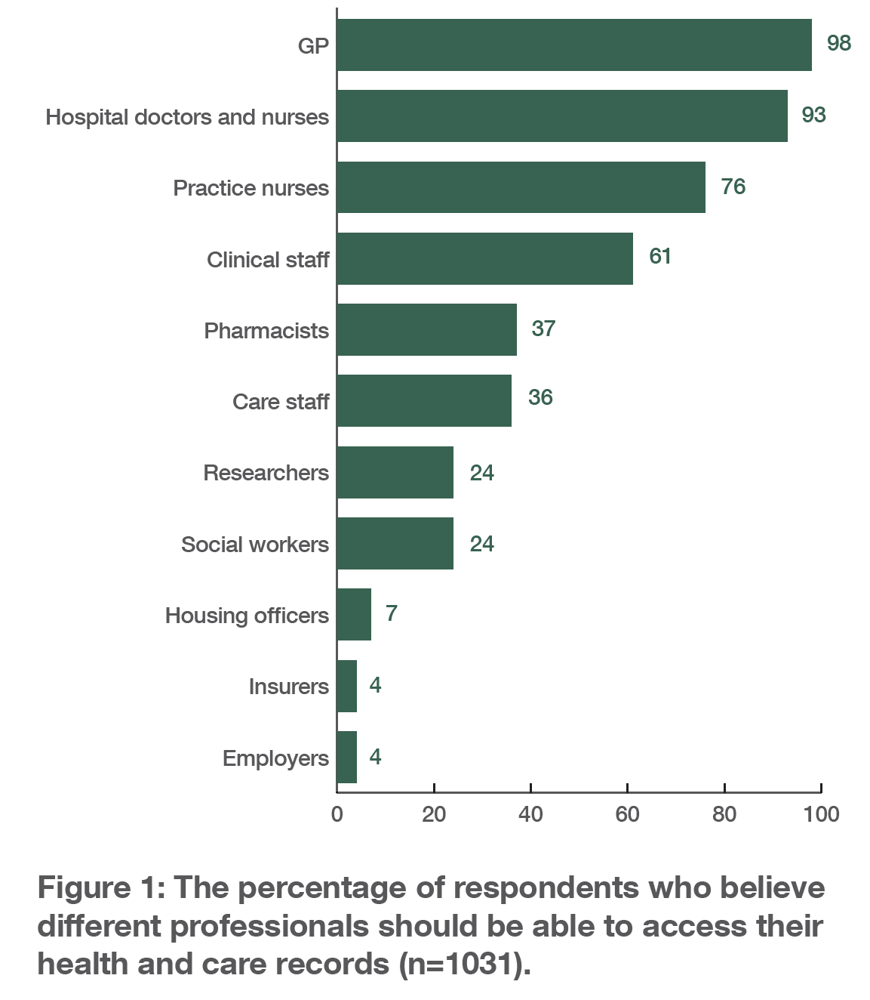 GP 98
Hospital doctors and nurses 93
Practice nurses 76
Clinical staff 61
Pharmacists 37
Care staff 36
Researchers 24
Social workers 24
Housing officers 7
Insurers 4
Employers 4
0 20 40 60 80 100
Figure 1: The percentage of respondents who believe
different professionals should be able to access their
health and care records (n=1031).